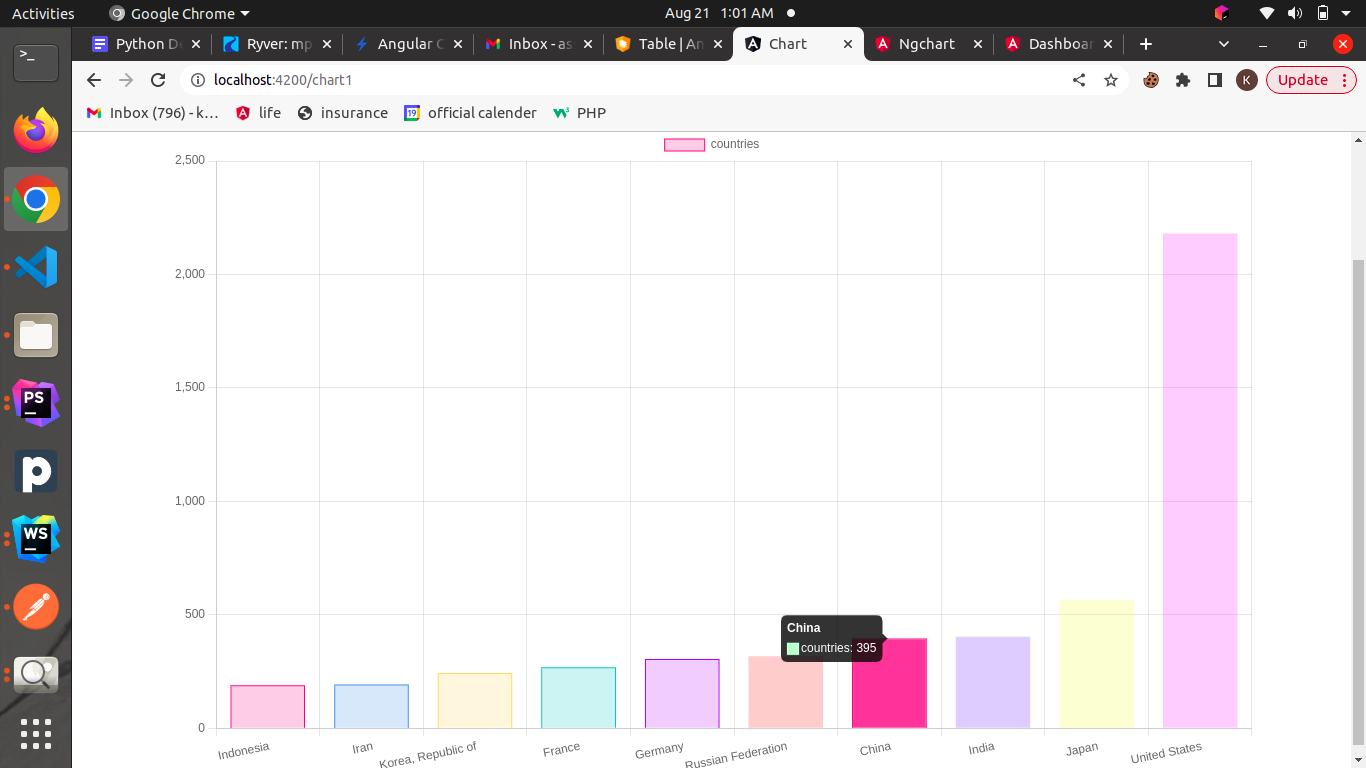 Activities Google Chrome Aug 21 1:01 AM
Python De Ryver: mp Angular C Inbox - as Table | An Chart Ngchart Dashboar
localhost:4200/chart1 K Update
Inbox (796) - k... life insurance 19 official calender PHP
countries
2,500
2,000
1,500
1,000
500
0
China
countries: 395
Indonesia Iran Korea, Republic of France Germany Russian Federation China India Japan United States
>_
PS
p
WS